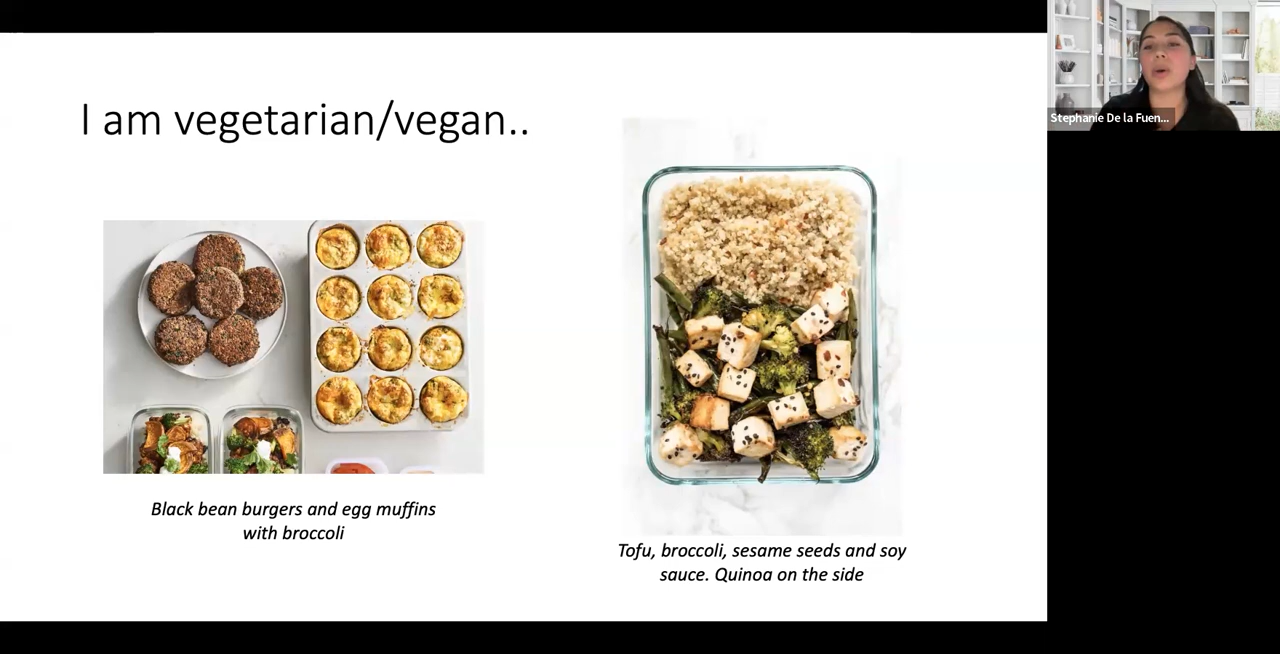 I am vegetarian/vegan..
Stephanie De la Fuen...
Black bean burgers and egg muffins
with broccoli
Tofu, broccoli, sesame seeds and soy
sauce. Quinoa on the side